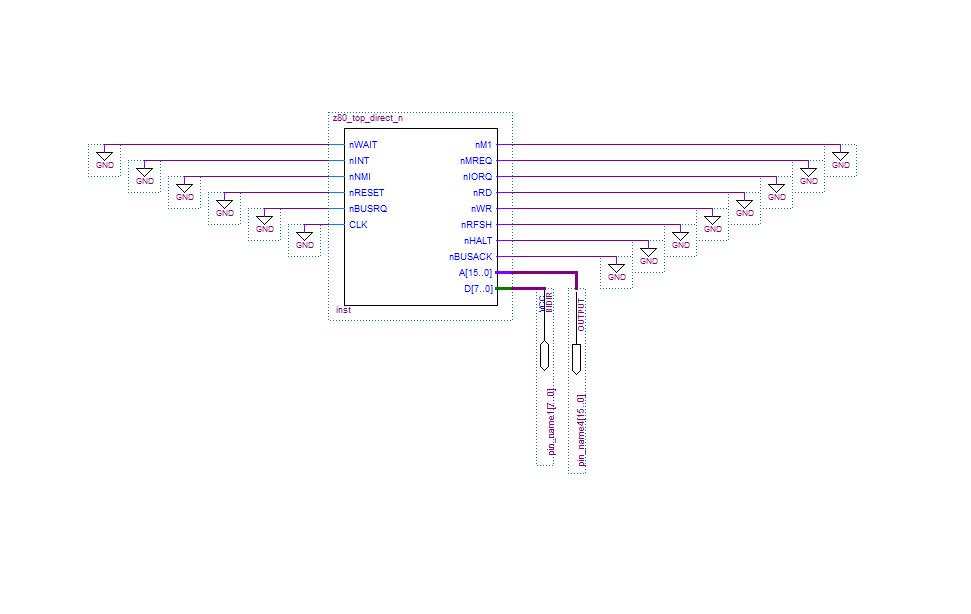 z80_top_direct_n
nWAIT nM1
GND GND
nINT nMREQ
GND GND
nNMI nIORQ
GND GND
nRESET nRD
GND GND
nBUSRQ nWR
GND GND
CLK nRFSH
GND GND
nHALT
GND
nBUSACK
GND
A[15..0]
D[7..0]
inst
VCC
BIDIR
OUTPUT
pin_name1[7..0]
pin_name4[15..0]